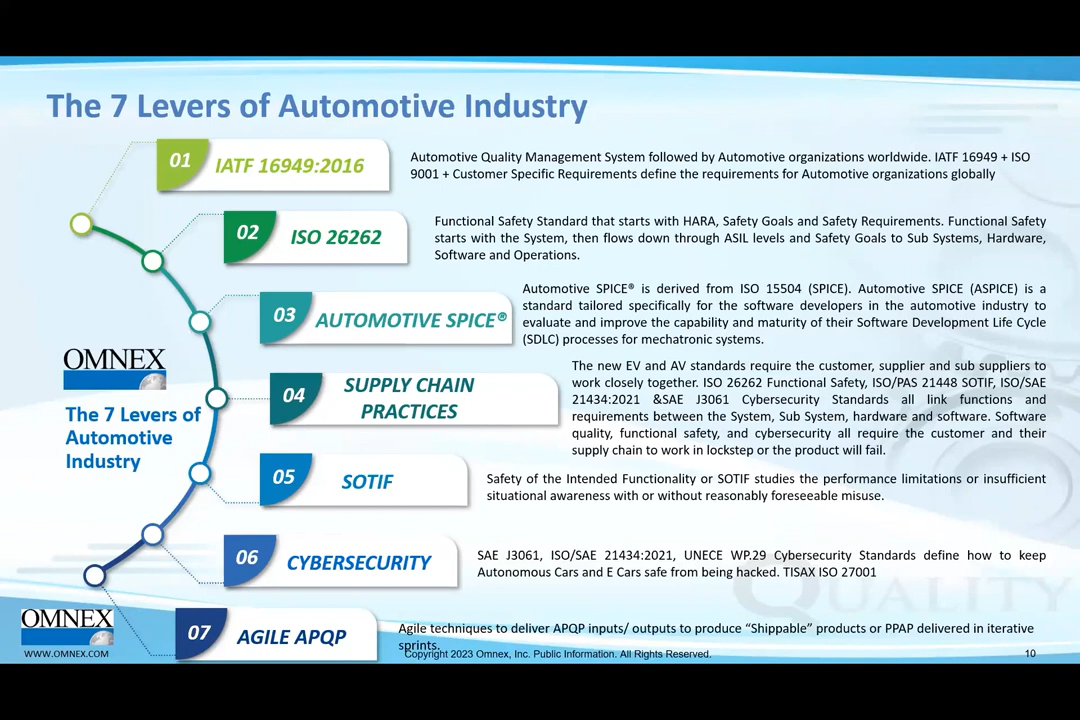 The 7 Levers of Automotive Industry
01
IATF 16949:2016
Automotive Quality Management System followed by Automotive organizations worldwide. IATF 16949 + ISO
9001 + Customer Specific Requirements define the requirements for Automotive organizations globally
02
ISO 26262
Functional Safety Standard that starts with HARA, Safety Goals and Safety Requirements. Functional Safety
starts with the System, then flows down through ASIL levels and Safety Goals to Sub Systems, Hardware,
Software and Operations.
03
AUTOMOTIVE SPICE®
Automotive SPICE® is derived from ISO 15504 (SPICE). Automotive SPICE (ASPICE) is a
standard tailored specifically for the software developers in the automotive industry to
evaluate and improve the capability and maturity of their Software Development Life Cycle
(SDLC) processes for mechatronic systems.
OMNEX
The 7 Levers of
Automotive
Industry
04
SUPPLY CHAIN
PRACTICES
The new EV and AV standards require the customer, supplier and sub suppliers to
work closely together. ISO 26262 Functional Safety, ISO/PAS 21448 SOTIF, ISO/SAE
21434:2021 &SAE J3061 Cybersecurity Standards all link functions and
requirements between the System, Sub System, hardware and software. Software
quality, functional safety, and cybersecurity all require the customer and their
supply chain to work in lockstep or the product will fail.
05
SOTIF
Safety of the Intended Functionality or SOTIF studies the performance limitations or insufficient
situational awareness with or without reasonably foreseeable misuse.
06
CYBERSECURITY
SAE J3061, ISO/SAE 21434:2021, UNECE WP.29 Cybersecurity Standards define how to keep
Autonomous Cars and E Cars safe from being hacked. TISAX ISO 27001
QUALITY
07
AGILE APQP
Agile techniques to deliver APQP inputs/ outputs to produce “Shippable” products or PPAP delivered in iterative
sprints.
OMNEX
WWW.OMNEX.COM
Copyright 2023 Omnex, Inc. Public Information. All Rights Reserved.
10